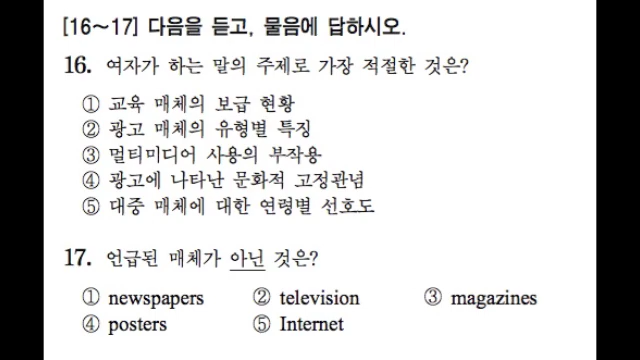 [16～17] 다음을 듣고, 물음에 답하시오.
16. 여자가 하는 말의 주제로 가장 적절한 것은?
① 교육 매체의 보급 현황
② 광고 매체의 유형별 특징
③ 멀티미디어 사용의 부작용
④ 광고에 나타난 문화적 고정관념
⑤ 대중 매체에 대한 연령별 선호도
17. 언급된 매체가 아닌 것은?
① newspapers ② television ③ magazines
④ posters ⑤ Internet